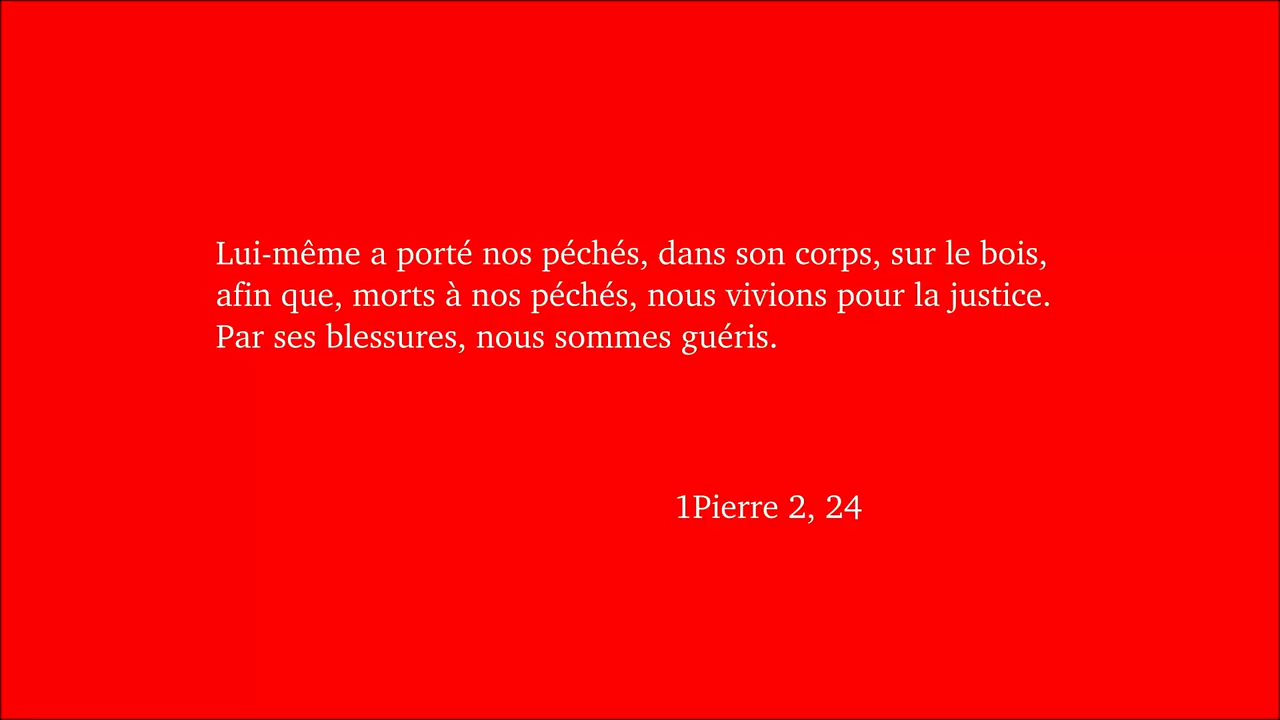 Lui-même a porté nos péchés, dans son corps, sur le bois,
afin que, morts à nos péchés, nous vivions pour la justice.
Par ses blessures, nous sommes guéris.
1Pierre 2, 24